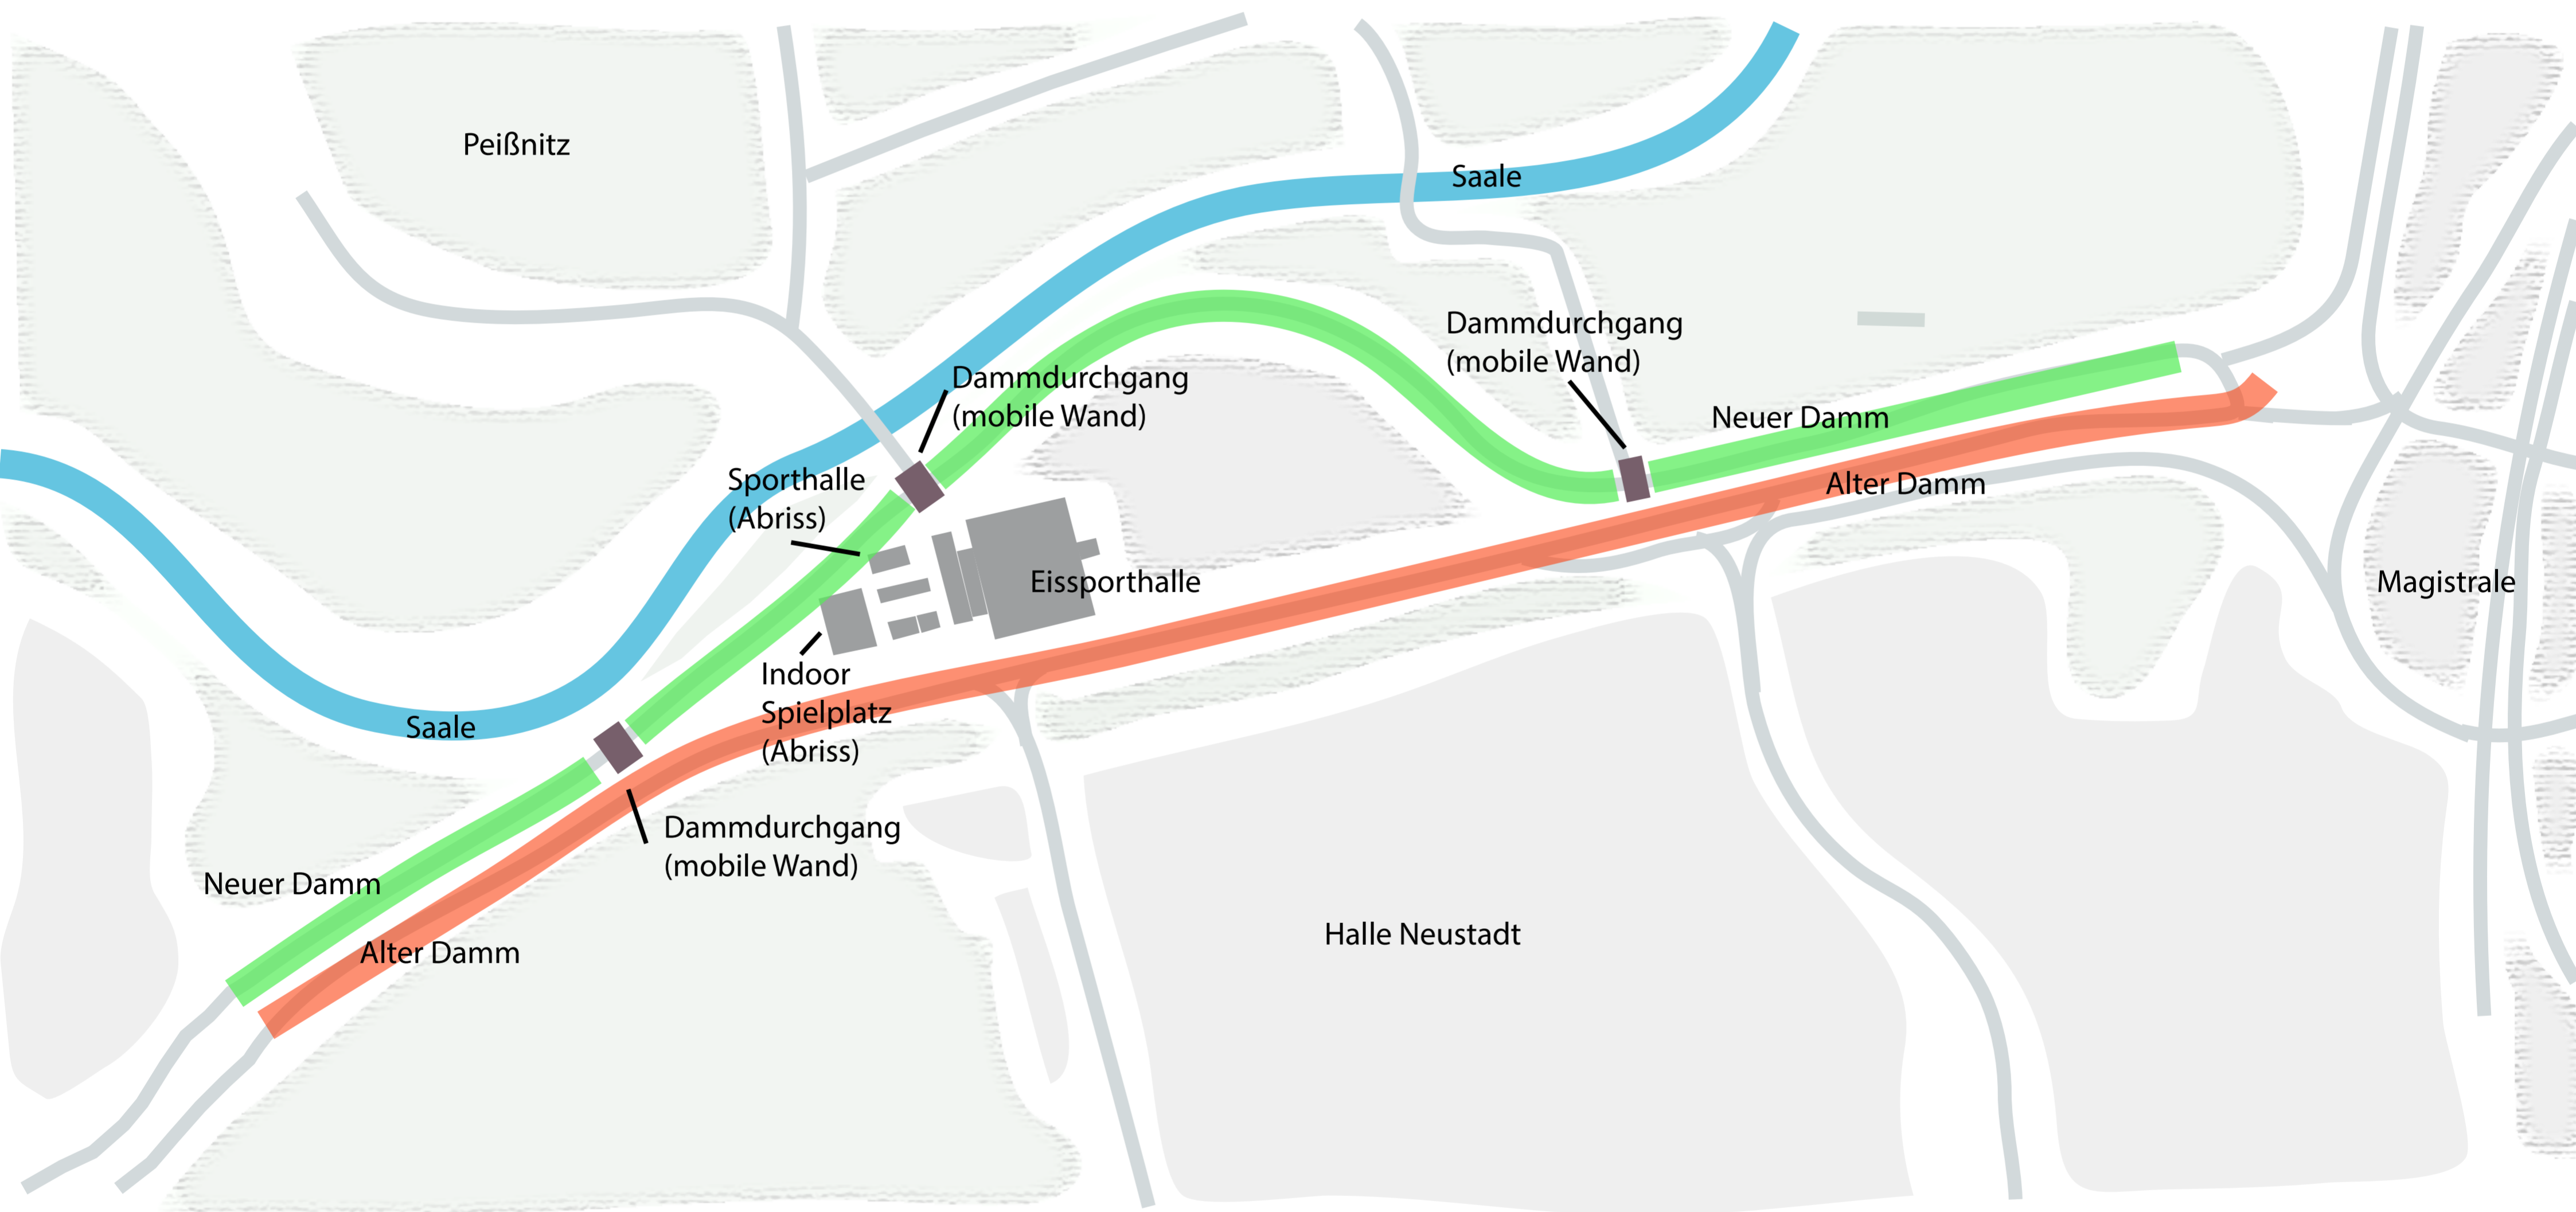 Peißnitz
Saale
Dammdurchgang
(mobile Wand)
Dammdurchgang
(mobile Wand)
Neuer Damm
Sporthalle
(Abriss)
Alter Damm
Eissporthalle
Magistrale
Indoor
Spielplatz
(Abriss)
Saale
Dammdurchgang
(mobile Wand)
Neuer Damm
Alter Damm
Halle Neustadt